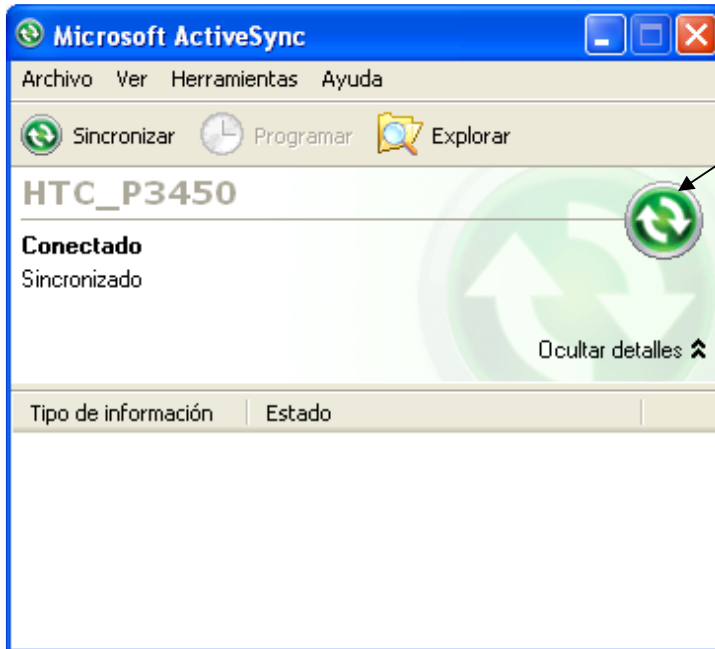 Microsoft ActiveSync
Archivo Ver Herramientas Ayuda
Sincronizar Programar Explorar
HTC_P3450
Conectado
Sincronizado
Ocultar detalles
Tipo de información Estado